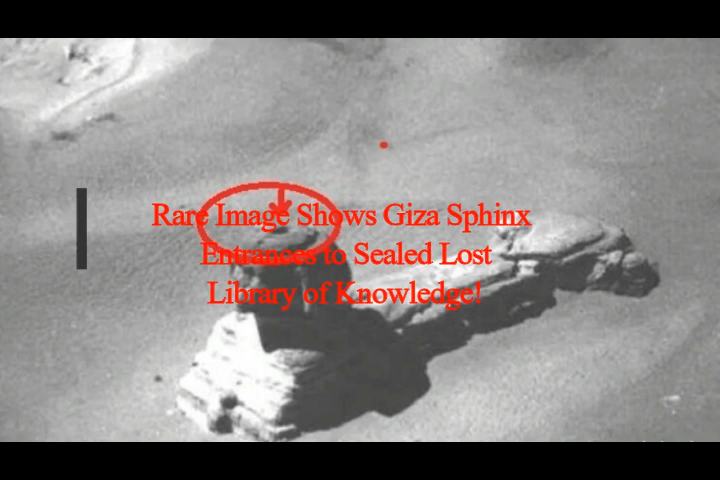 Rare Image Shows Giza Sphinx
Entrances to Sealed Lost
Library of Knowledge!